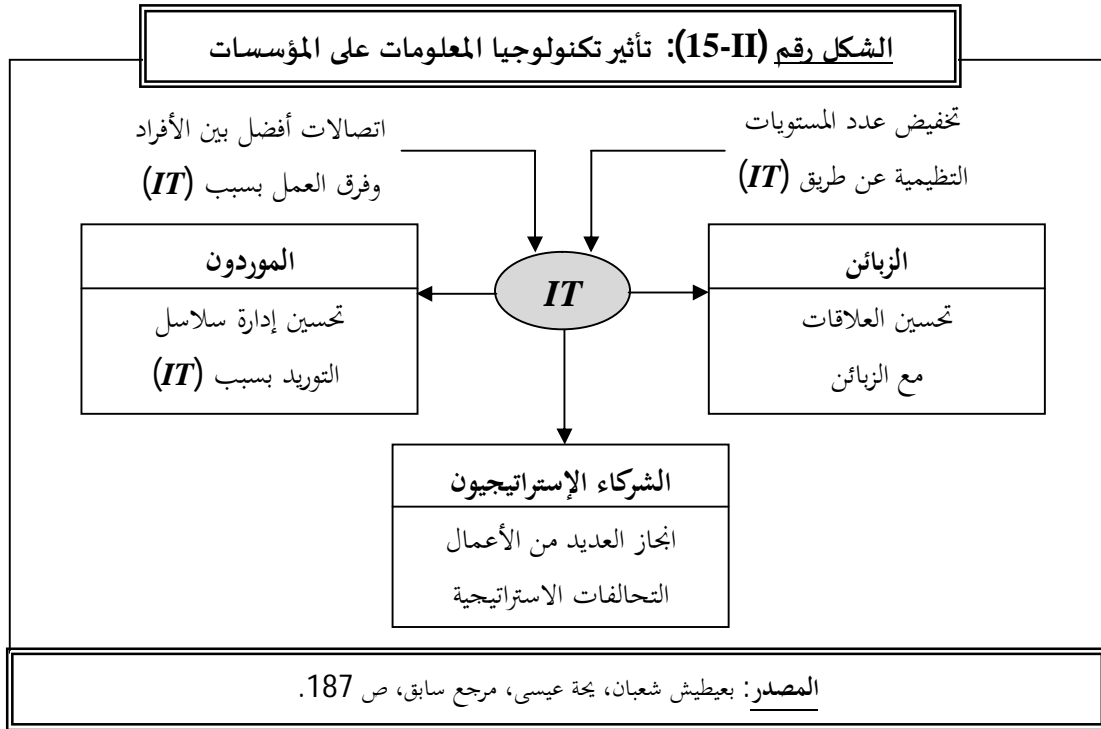 الشكل رقم (II-15): تأثير تكنولوجيا المعلومات على المؤسسات
تخفيض عدد المستويات
التظيمية عن طريق (IT)
اتصالات أفضل بين الأفراد
وفرق العمل بسبب (IT)
IT
الزبائن
تحسين العلاقات
مع الزبائن
الموردون
تحسين إدارة سلاسل
التوريد بسبب (IT)
الشركاء الإستراتيجيون
انجاز العديد من الأعمال
التحالفات الاستراتيجية
المصدر: بعيطيش شعبان، يحة عيسى، مرجع سابق، ص 187.